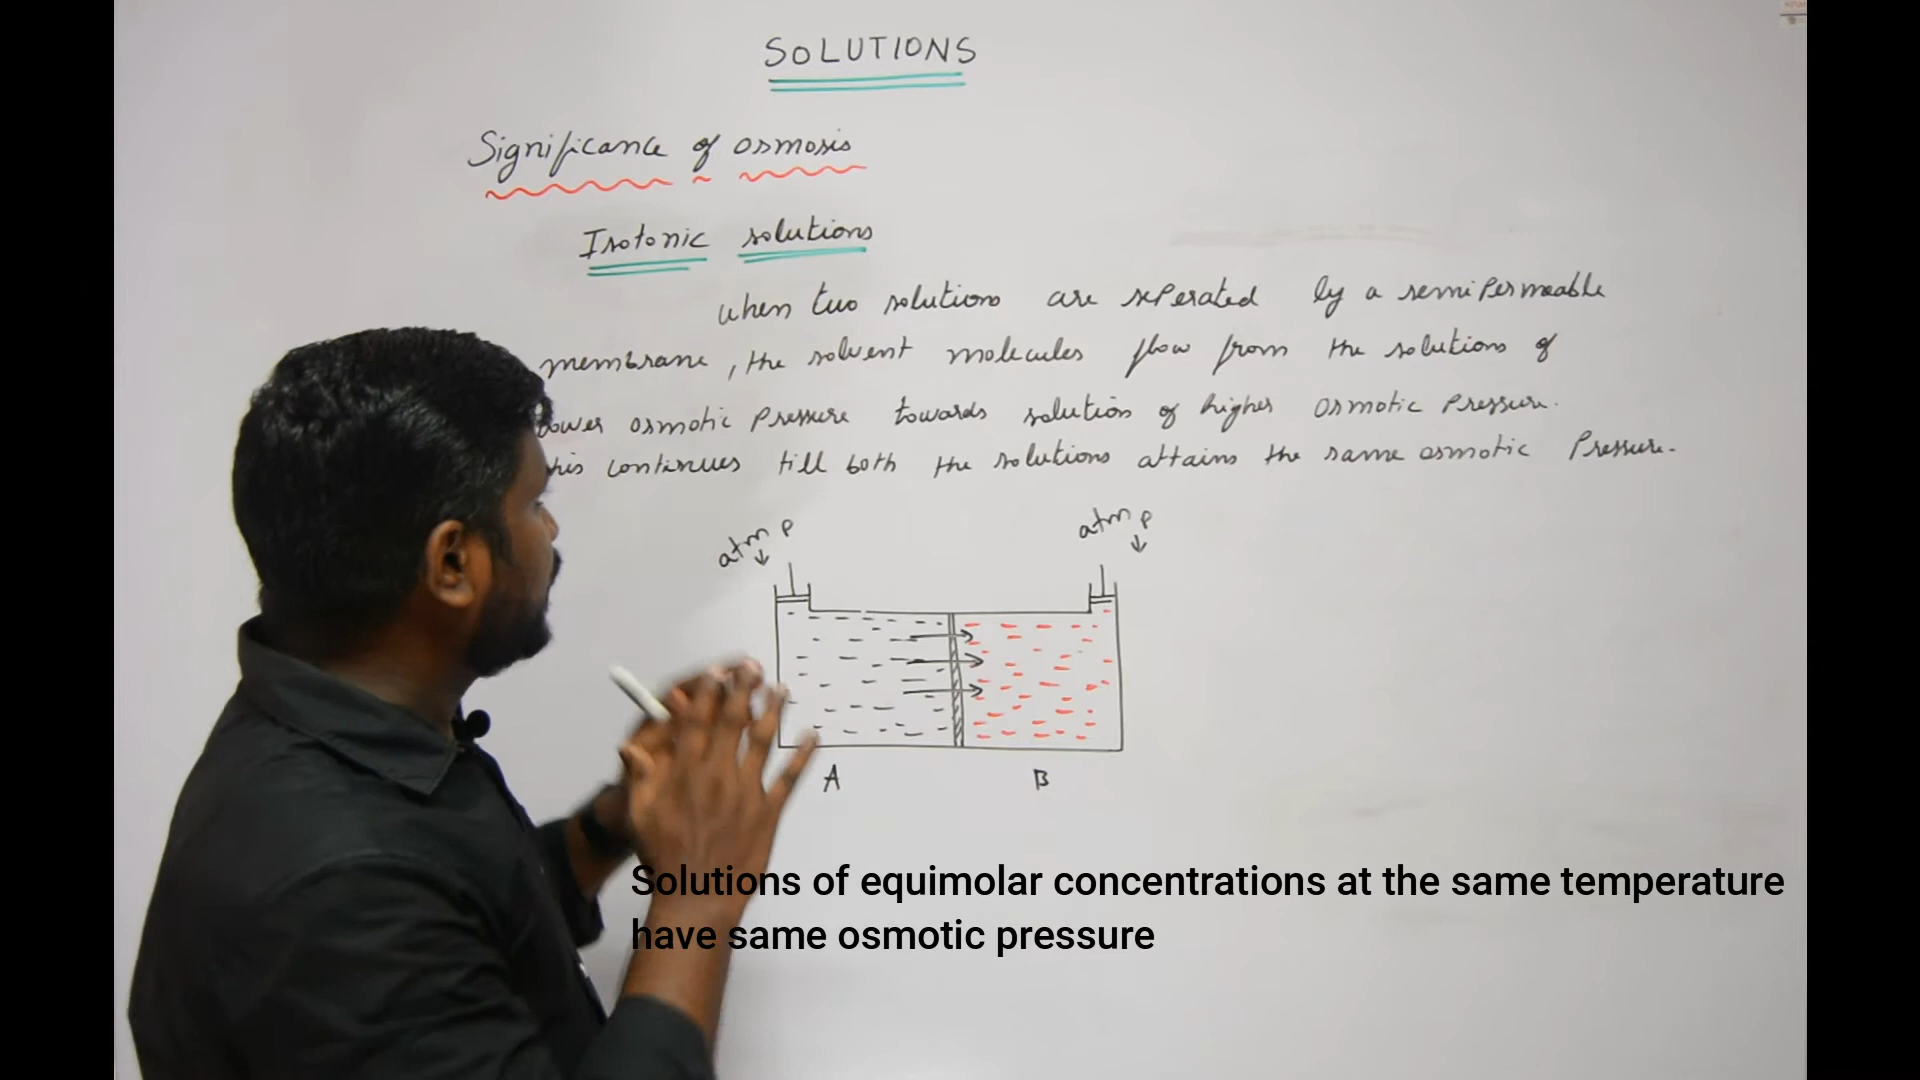 SOLUTIONS
Significance of osmosis
Isotonic solutions
when two solutions are seperated by a semipermeable
membrane, the solvent molecules flow from the solutions of
lower osmotic pressure towards solution of higher osmotic pressure.
his continues till both the solutions attains the same osmotic Pressure.
atm P
atm P
A
B
Solutions of equimolar concentrations at the same temperature
have same osmotic pressure